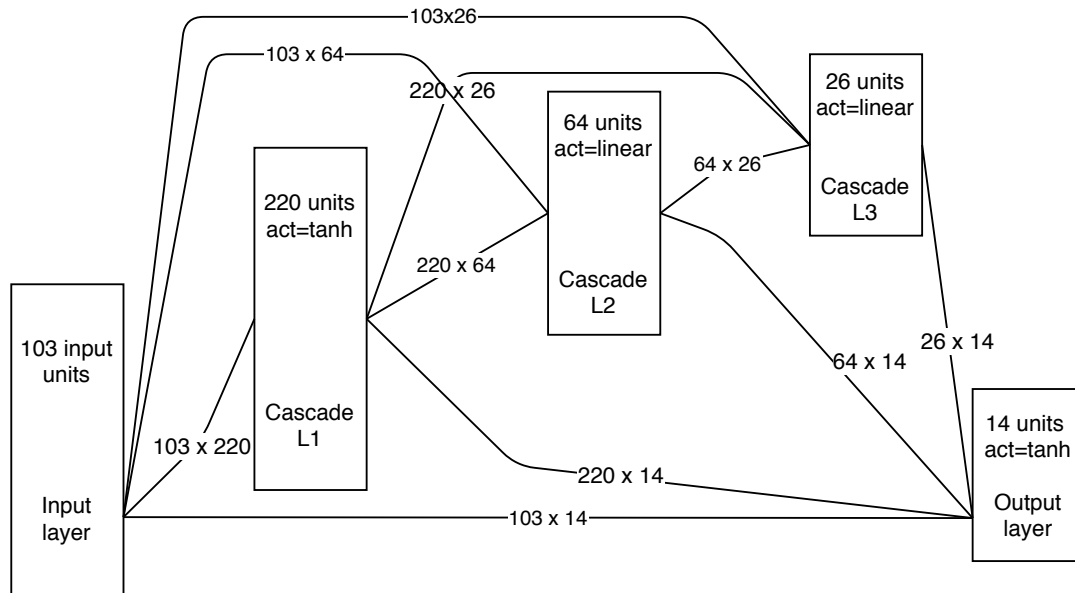 103x26
103 x 64
220 x 26
26 units
act=linear
Cascade
L3
64 units
act=linear
Cascade
L2
64 x 26
220 units
act=tanh
Cascade
L1
220 x 64
103 input
units
Input
layer
103 x 220
220 x 14
103 x 14
64 x 14
26 x 14
14 units
act=tanh
Output
layer